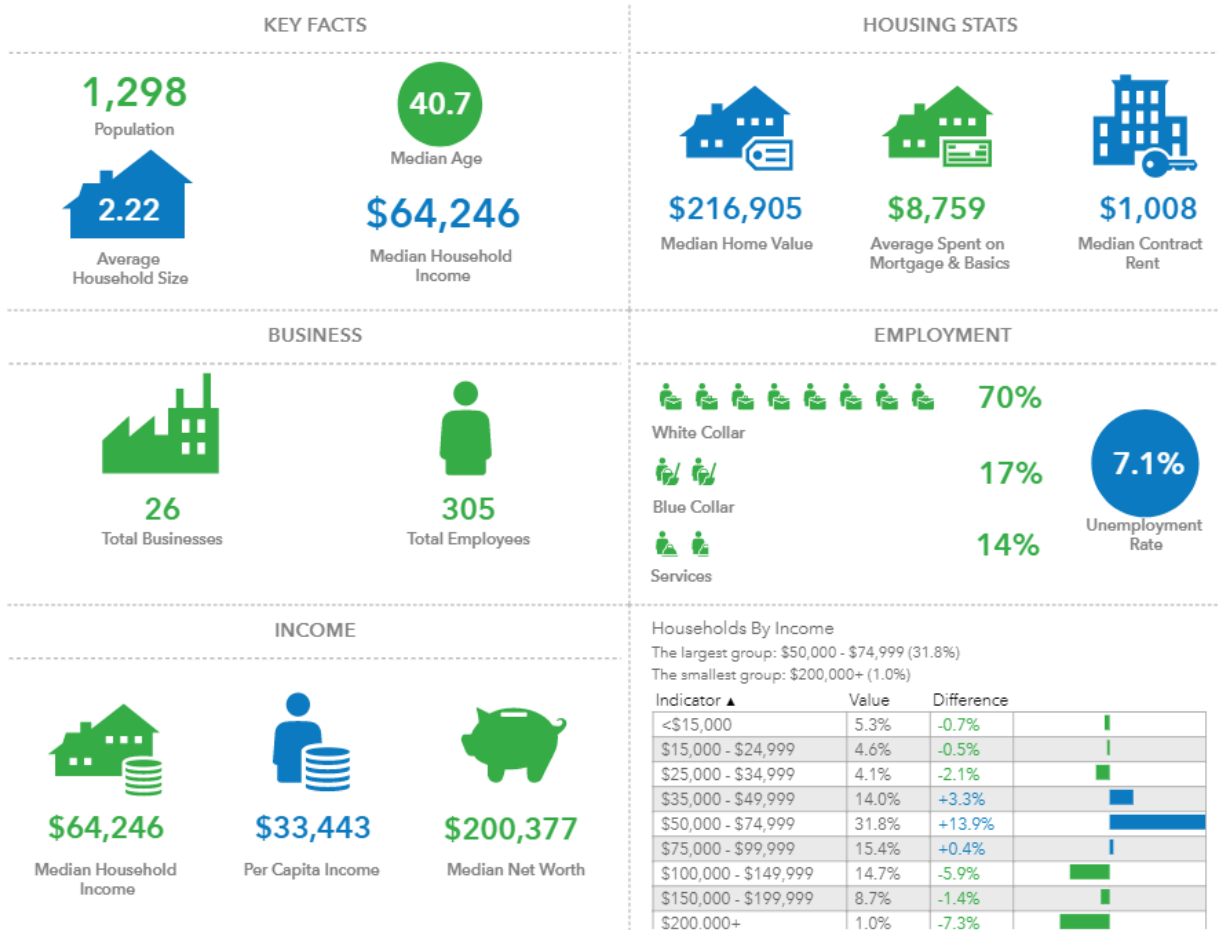 KEY FACTS
1,298
Population
40.7
Median Age
2.22
Average
Household Size
$64,246
Median Household
Income
HOUSING STATS
$216,905
Median Home Value
$8,759
Average Spent on
Mortgage & Basics
$1,008
Median Contract
Rent
BUSINESS
26
Total Businesses
305
Total Employees
EMPLOYMENT
70%
White Collar
17%
Blue Collar
14%
Services
7.1%
Unemployment
Rate
INCOME
$64,246
Median Household
Income
$33,443
Per Capita Income
$200,377
Median Net Worth
Households By Income
The largest group: $50,000 - $74,999 (31.8%)
The smallest group: $200,000+ (1.0%)
Indicator ▲ Value Difference
<$15,000 5.3% -0.7%
$15,000 - $24,999 4.6% -0.5%
$25,000 - $34,999 4.1% -2.1%
$35,000 - $49,999 14.0% +3.3%
$50,000 - $74,999 31.8% +13.9%
$75,000 - $99,999 15.4% +0.4%
$100,000 - $149,999 14.7% -5.9%
$150,000 - $199,999 8.7% -1.4%
$200,000+ 1.0% -7.3%